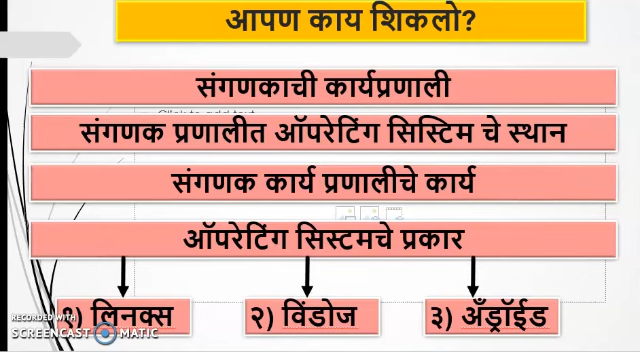 आपण काय शिकलो?
संगणकाची कार्यप्रणाली
संगणक प्रणालीत ऑपरेटिंग सिस्टिम चे स्थान
संगणक कार्य प्रणालीचे कार्य
ऑपरेटिंग सिस्टमचे प्रकार
) लिनक्स
२) विंडोज
३) अँड्रॉईड
RECORDED WITH
SCREENCAST MATIC